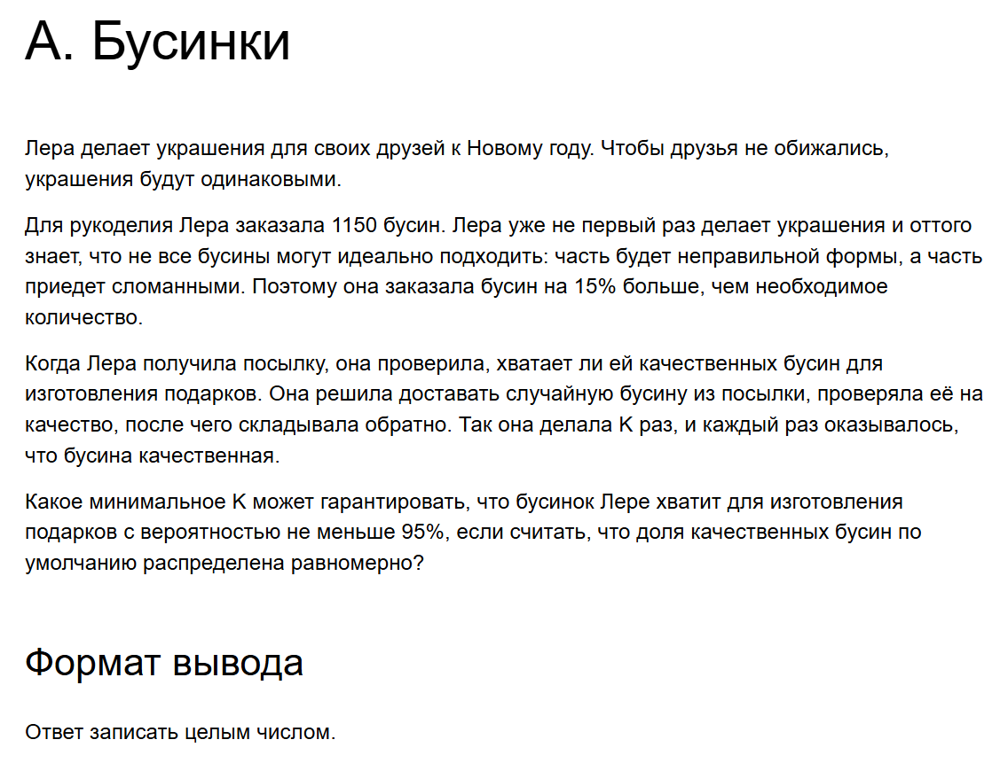 А. Бусинки
Лера делает украшения для своих друзей к Новому году. Чтобы друзья не обижались,
украшения будут одинаковыми.
Для рукоделия Лера заказала 1150 бусин. Лера уже не первый раз делает украшения и оттого
знает, что не все бусины могут идеально подходить: часть будет неправильной формы, а часть
приедет сломанными. Поэтому она заказала бусин на 15% больше, чем необходимое
количество.
Когда Лера получила посылку, она проверила, хватает ли ей качественных бусин для
изготовления подарков. Она решила доставать случайную бусину из посылки, проверяла её на
качество, после чего складывала обратно. Так она делала K раз, и каждый раз оказывалось,
что бусина качественная.
Какое минимальное K может гарантировать, что бусинок Лере хватит для изготовления
подарков с вероятностью не меньше 95%, если считать, что доля качественных бусин по
умолчанию распределена равномерно?
Формат вывода
Ответ записать целым числом.